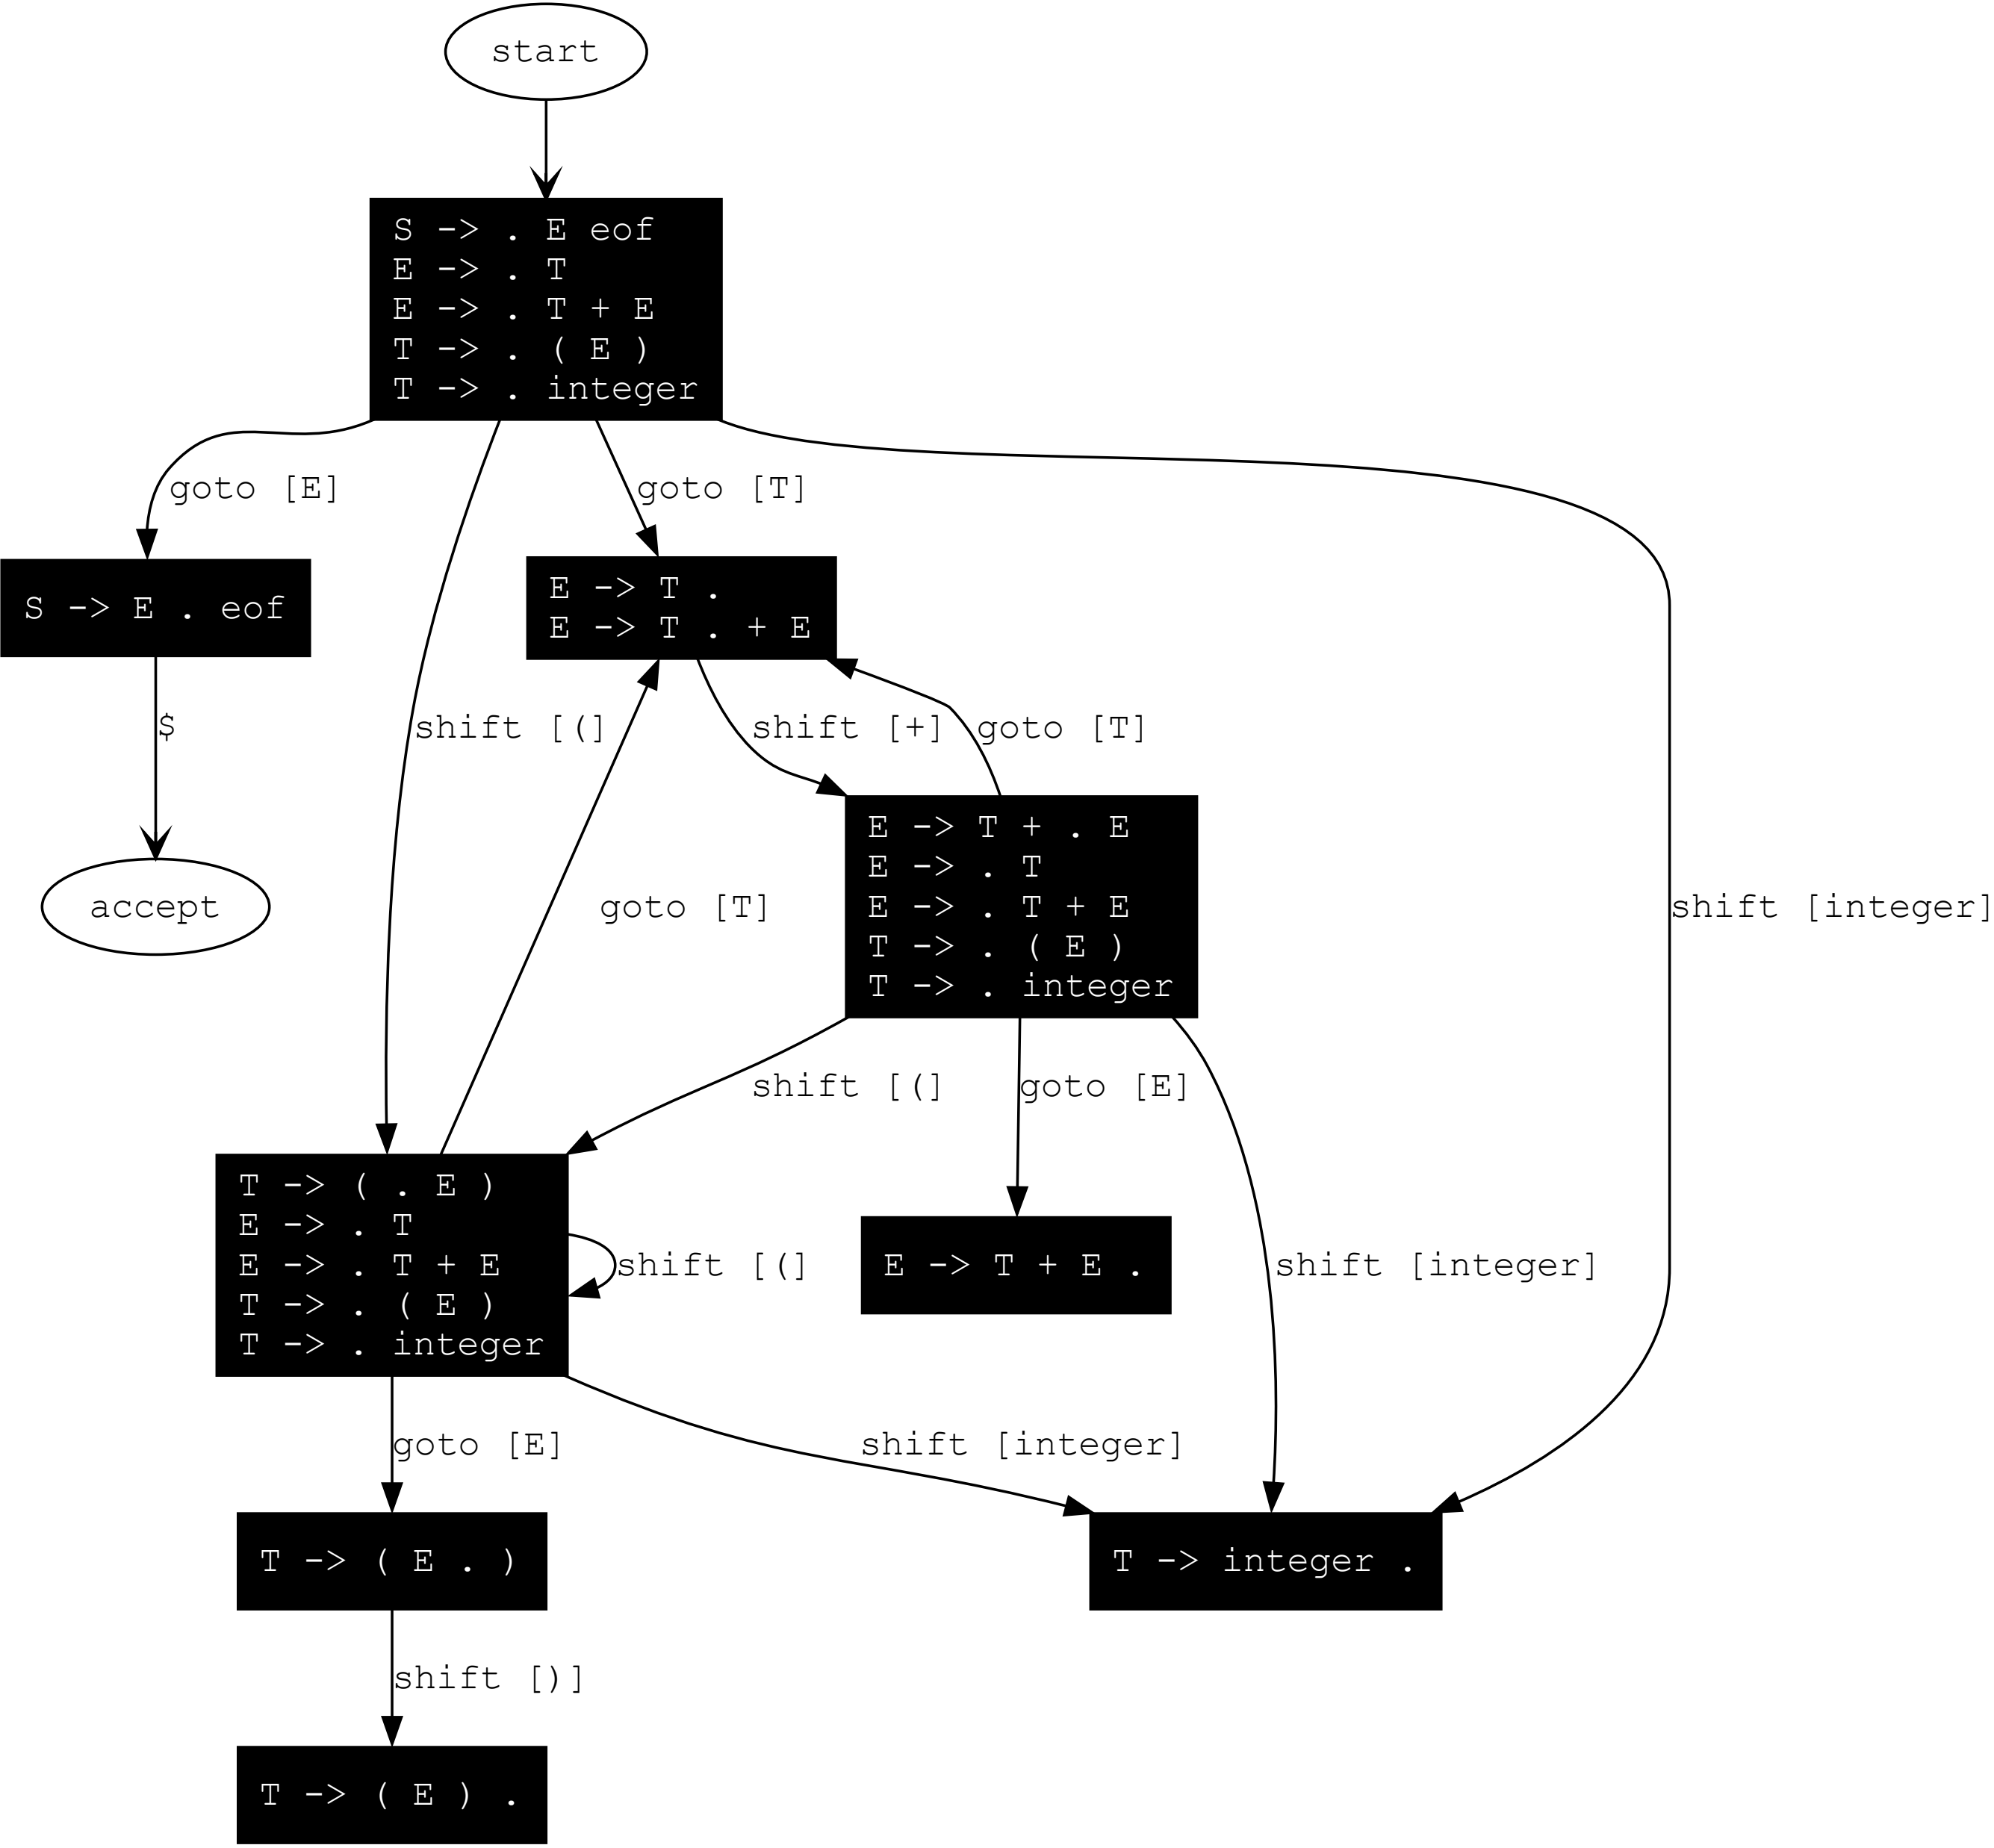 start
S -> . E eof
E -> . T
E -> . T + E
T -> . ( E )
T -> . integer
goto [E]
goto [T]
S -> E . eof
E -> T .
E -> T . + E
$
shift [(]
shift [+]
goto [T]
accept
goto [T]
E -> T + . E
E -> . T
E -> . T + E
T -> . ( E )
T -> . integer
shift [integer]
shift [(]
goto [E]
T -> ( . E )
E -> . T
E -> . T + E
T -> . ( E )
T -> . integer
shift [(]
E -> T + E .
shift [integer]
goto [E]
shift [integer]
T -> ( E . )
T -> integer .
shift [)]
T -> ( E ) .